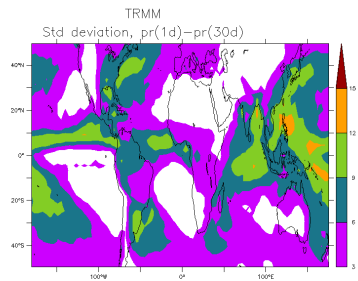 TRMM
Std deviation, pr(1d)-pr(30d)
40°N
20°N
0°
20°S
40°S
100°W
0°
100°E
15
12
9
6
3